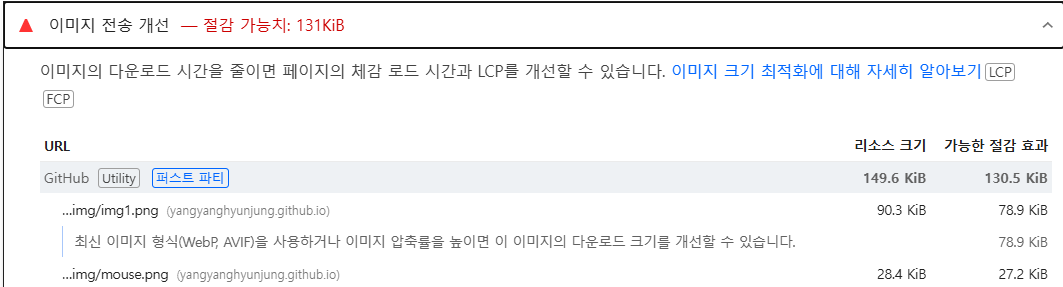 이미지 전송 개선 — 절감 가능치: 131KiB
이미지의 다운로드 시간을 줄이면 페이지의 체감 로드 시간과 LCP를 개선할 수 있습니다. 이미지 크기 최적화에 대해 자세히 알아보기 LCP
FCP
URL 리소스 크기 가능한 절감 효과
GitHub Utility 퍼스트 파티 149.6 KiB 130.5 KiB
…img/img1.png (yangyanghyunjung.github.io) 90.3 KiB 78.9 KiB
최신 이미지 형식(WebP, AVIF)을 사용하거나 이미지 압축률을 높이면 이 이미지의 다운로드 크기를 개선할 수 있습니다. 78.9 KiB
…img/mouse.png (yangyanghyunjung.github.io) 28.4 KiB 27.2 KiB